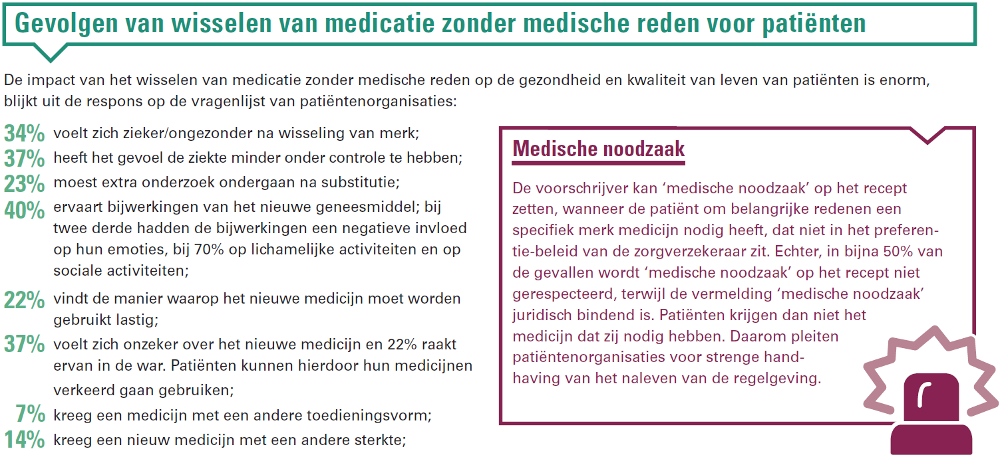 Gevolgen van wisselen van medicatie zonder medische reden voor patiënten
De impact van het wisselen van medicatie zonder medische reden op de gezondheid en kwaliteit van leven van patiënten is enorm,
blijkt uit de respons op de vragenlijst van patiëntenorganisaties:
34% voelt zich zieker/ongezonder na wisseling van merk;
37% heeft het gevoel de ziekte minder onder controle te hebben;
23% moest extra onderzoek ondergaan na substitutie;
40% ervaart bijwerkingen van het nieuwe geneesmiddel; bij
twee derde hadden de bijwerkingen een negatieve invloed
op hun emoties, bij 70% op lichamelijke activiteiten en op
sociale activiteiten;
22% vindt de manier waarop het nieuwe medicijn moet worden
gebruikt lastig;
37% voelt zich onzeker over het nieuwe medicijn en 22% raakt
ervan in de war. Patiënten kunnen hierdoor hun medicijnen
verkeerd gaan gebruiken;
7% kreeg een medicijn met een andere toedieningsvorm;
14% kreeg een nieuw medicijn met een andere sterkte;
Medische noodzaak
De voorschrijver kan ‘medische noodzaak’ op het recept
zetten, wanneer de patiënt om belangrijke redenen een
specifiek merk medicijn nodig heeft, dat niet in het preferen-
tie-beleid van de zorgverzekeraar zit. Echter, in bijna 50% van
de gevallen wordt ‘medische noodzaak’ op het recept niet
gerespecteerd, terwijl de vermelding ‘medische noodzaak’
juridisch bindend is. Patiënten krijgen dan niet het
medicijn dat zij nodig hebben. Daarom pleiten
patiëntenorganisaties voor strenge hand-
having van het naleven van de regelgeving.